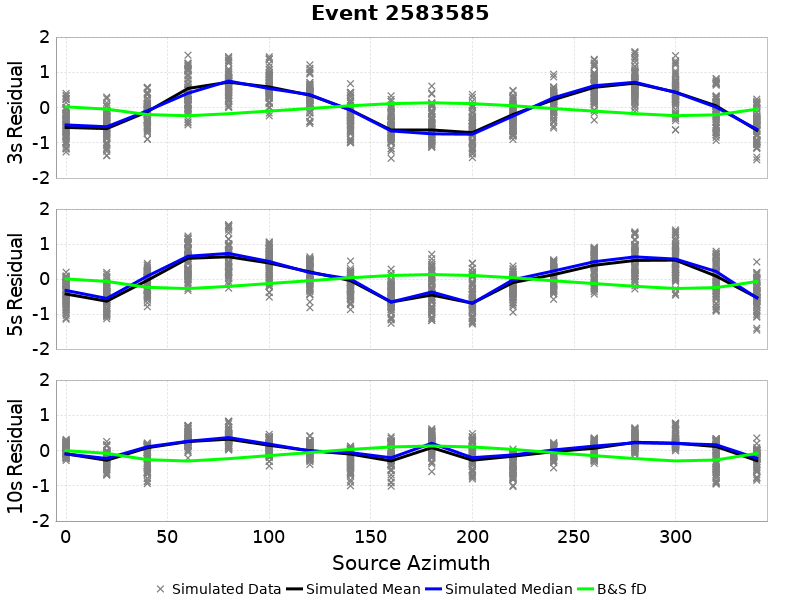 Event 2583585
3s Residual
2
1
0
-1
-2
5s Residual
2
1
0
-1
-2
10s Residual
2
1
0
-1
-2
0 50 100 150 200 250 300
Source Azimuth
Simulated Data Simulated Mean Simulated Median B&S fD